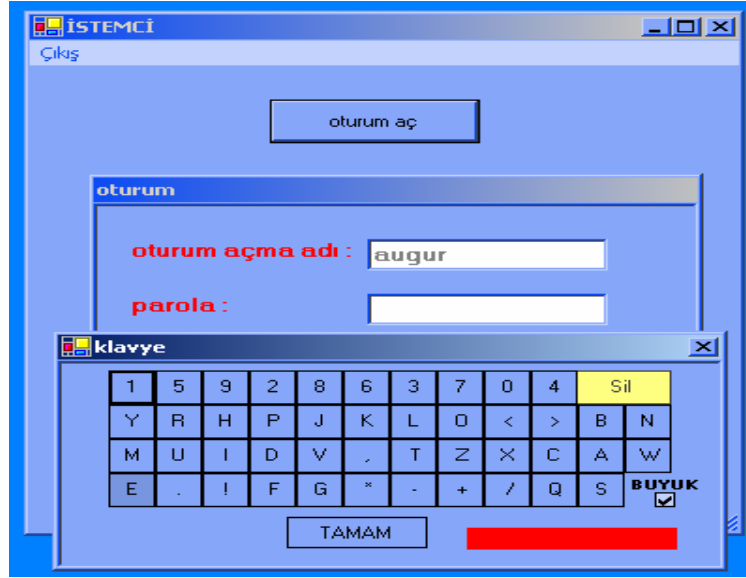 İSTEMCİ
Çıkış
oturum aç
oturum
oturum açma adı : augur
parola :
klavye
1 5 9 2 8 6 3 7 0 4 Sil
Y R H P J K L O < > B N
M U I D V , T Z X C A W
E . ! F G * - + / Q S BUYUK
TAMAM